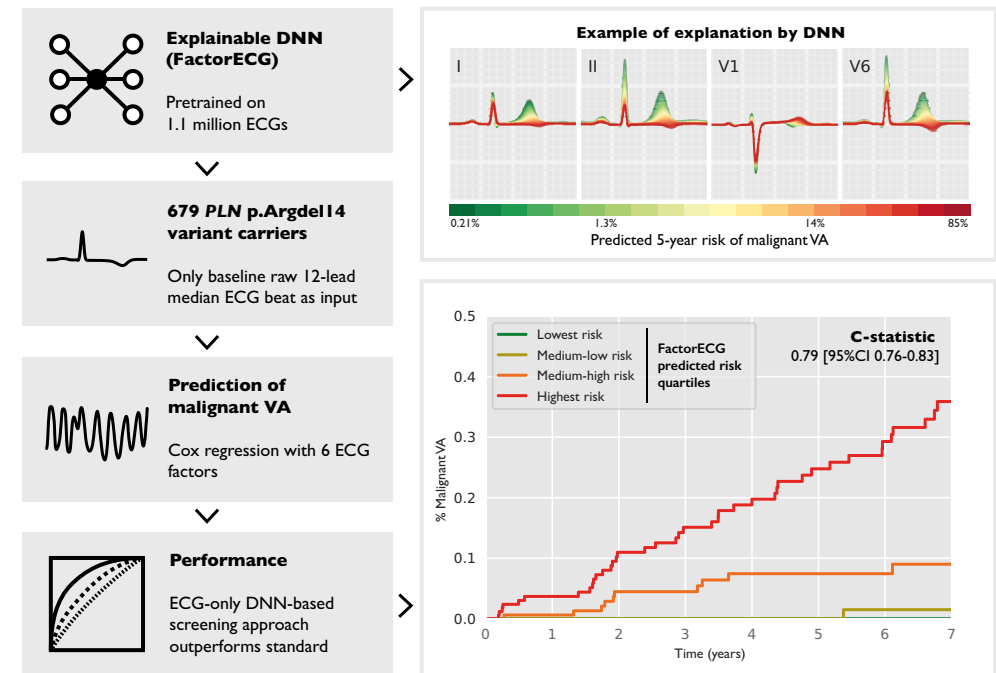 Explainable DNN
(FactorECG)
Pretrained on
1.1 million ECGs
679 PLN p.Argdel14
variant carriers
Only baseline raw 12-lead
median ECG beat as input
Prediction of
malignant VA
Cox regression with 6 ECG
factors
Performance
ECG-only DNN-based
screening approach
outperforms standard
Example of explanation by DNN
I II V1 V6
0.21% 1.3% 14% 85%
Predicted 5-year risk of malignant VA
Lowest risk
Medium-low risk
Medium-high risk
Highest risk
FactorECG
predicted risk
quartiles
C-statistic
0.79 [95%CI 0.76-0.83]
% Malignant VA
0.5
0.4
0.3
0.2
0.1
0.0
0 1 2 3 4 5 6 7
Time (years)